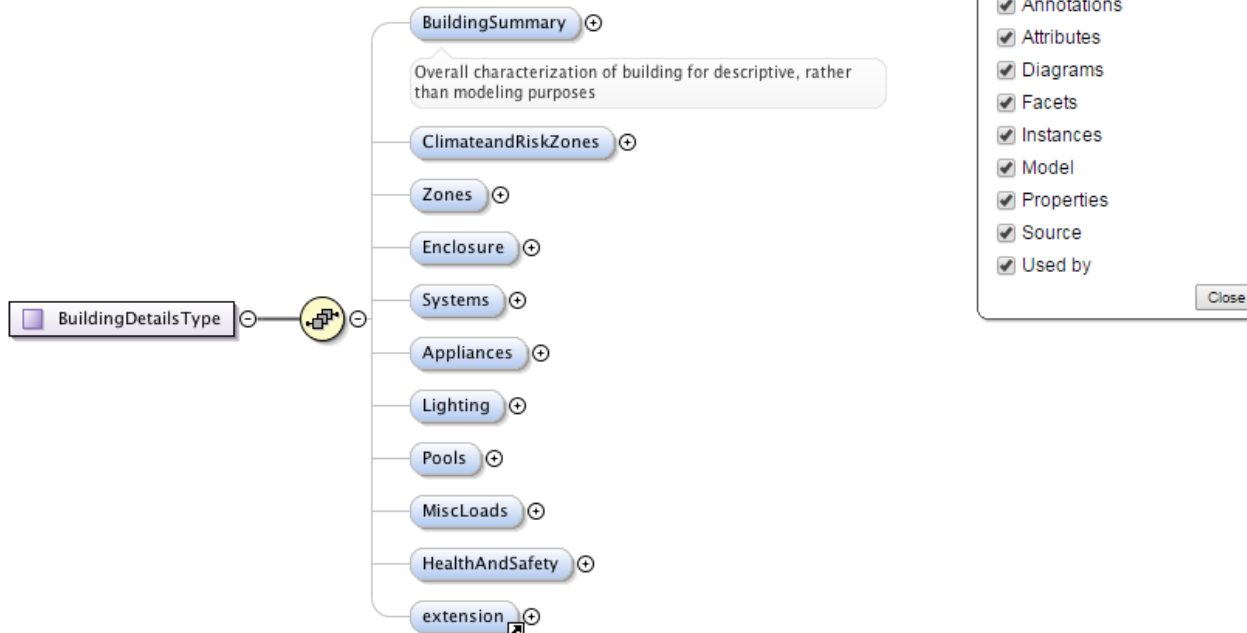 BuildingSummary
Overall characterization of building for descriptive, rather
than modeling purposes
ClimateandRiskZones
Zones
Enclosure
Systems
BuildingDetailsType
Appliances
Lighting
Pools
MiscLoads
HealthAndSafety
extension
Annotations
Attributes
Diagrams
Facets
Instances
Model
Properties
Source
Used by
Close